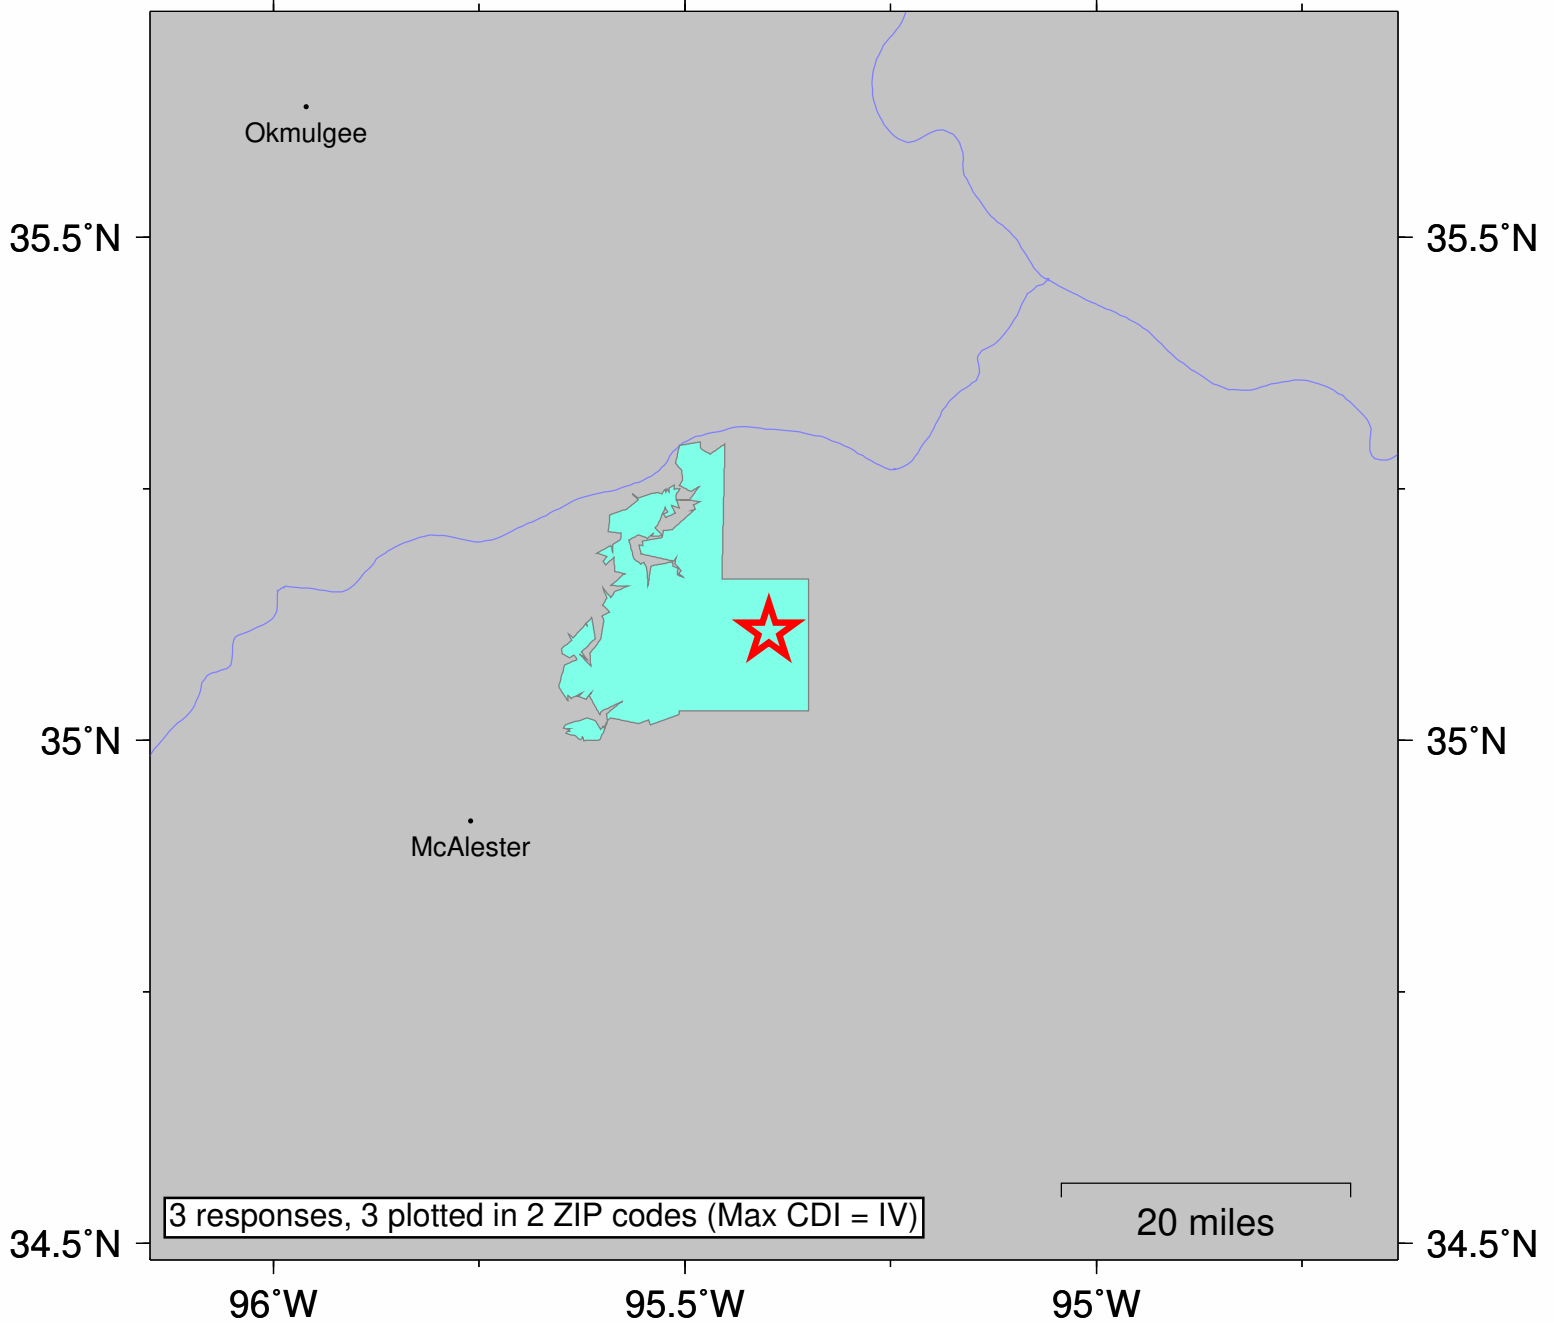 Okmulgee
35.5˚N
35.5˚N
35˚N
35˚N
McAlester
3 responses, 3 plotted in 2 ZIP codes (Max CDI = IV)
20 miles
34.5˚N
34.5˚N
96˚W
95.5˚W
95˚W